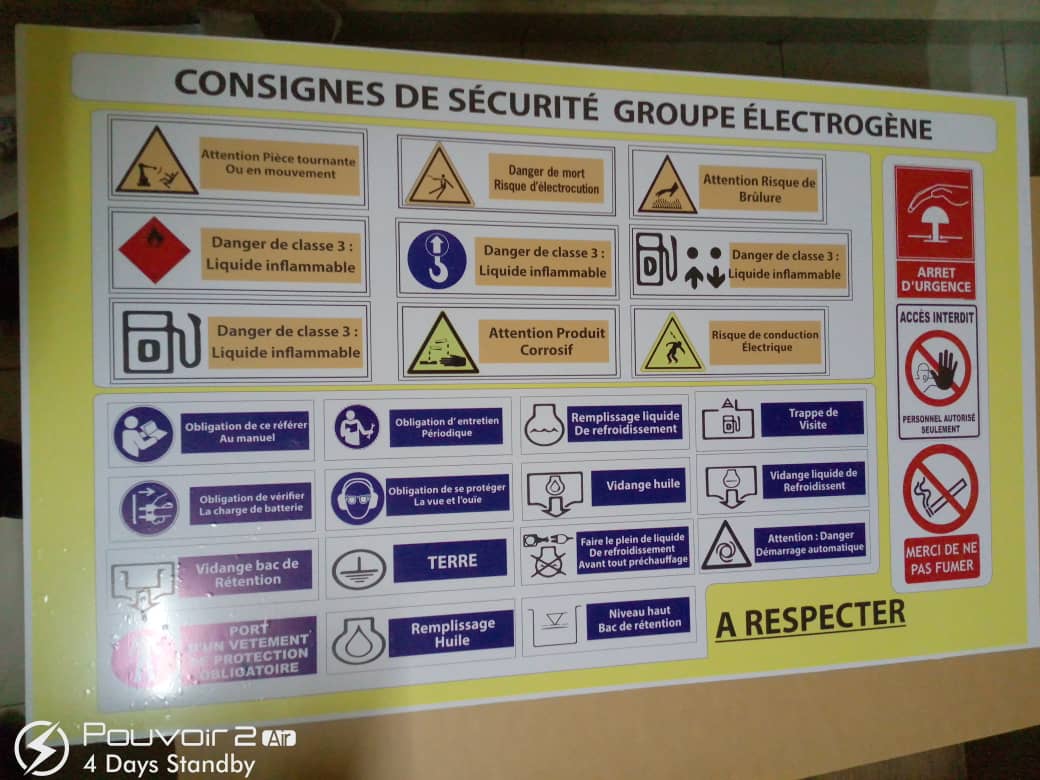 CONSIGNES DE SÉCURITÉ GROUPE ÉLECTROGÈNE
Attention Pièce tournante
Ou en mouvement
Danger de mort
Risque d'électrocution
Attention Risque de
Brûlure
Danger de classe 3 :
Liquide inflammable
Danger de classe 3 :
Liquide inflammable
D
Danger de classe 3 :
Liquide inflammable
D
Danger de classe 3 :
Liquide inflammable
Attention Produit
Corrosif
Risque de conduction
Électrique
ARRET
D'URGENCE
ACCÈS INTERDIT
PERSONNEL AUTORISÉ
SEULEMENT
MERCI DE NE
PAS FUMER
Obligation de ce référer
Au manuel
Obligation d' entretien
Périodique
Remplissage liquide
De refroidissement
Trappe de
Visite
Obligation de vérifier
La charge de batterie
Obligation de se protéger
La vue et l'ouïe
Vidange huile
Vidange liquide de
Refroidissent
Vidange bac de
Rétention
TERRE
Faire le plein de liquide
De refroidissement
Avant tout préchauffage
Attention : Danger
Démarrage automatique
PORT
D'UN VETEMENT
DE PROTECTION
OBLIGATOIRE
Remplissage
Huile
Niveau haut
Bac de rétention
A RESPECTER
Pouvoir 2 Air
4 Days Standby